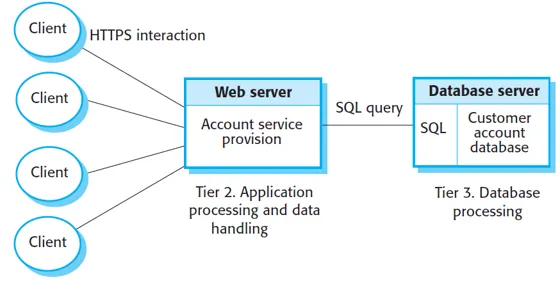 Client
HTTPS interaction
Client
Client
Client
Web server
Account service
provision
Tier 2. Application
processing and data
handling
SQL query
Database server
SQL
Customer
account
database
Tier 3. Database
processing